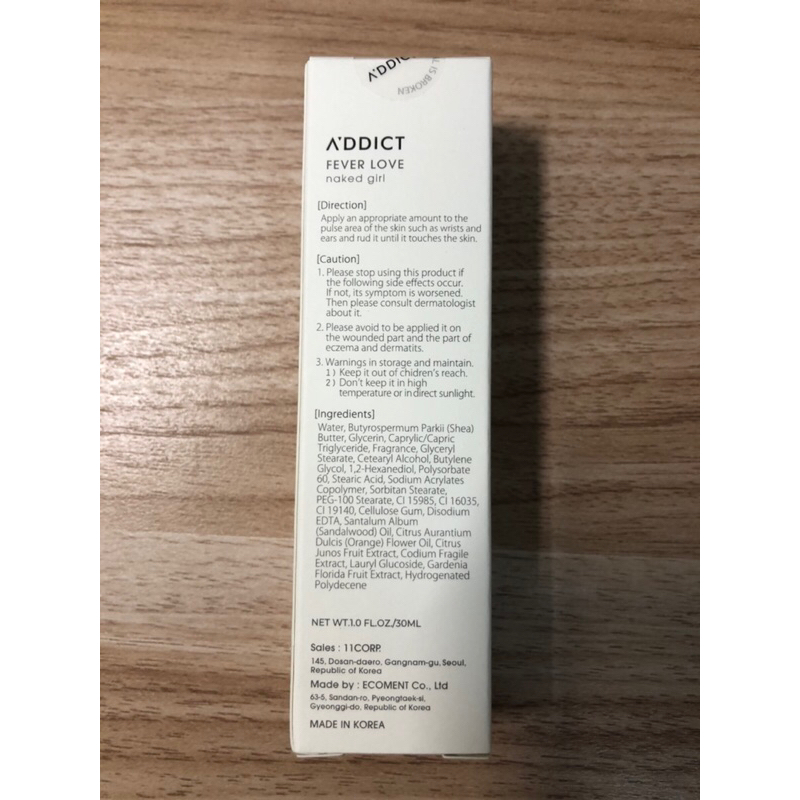 A'DDIC
L IS BROKEN
A'DDICT
FEVER LOVE
naked girl
[Direction]
Apply an appropriate amount to the
pulse area of the skin such as wrists and
ears and rud it until it touches the skin.
[Caution]
1. Please stop using this product if
the following side effects occur.
If not, its symptom is worsened.
Then please consult dermatologist
about it.
2. Please avoid to be applied it on
the wounded part and the part of
eczema and dermatits.
3. Warnings in storage and maintain.
1) Keep it out of chidren's reach.
2) Don't keep it in high
temperature or indirect sunlight.
[Ingredients]
Water, Butyrospermum Parkii (Shea)
Butter, Glycerin, Caprylic/Capric
Triglyceride, Fragrance, Glyceryl
Stearate, Cetearyl Alcohol, Butylene
Glycol, 1,2-Hexanediol, Polysorbate
60, Stearic Acid, Sodium Acrylates
Copolymer, Sorbitan Stearate,
PEG-100 Stearate, CI 15985, CI 16035,
CI 19140, Cellulose Gum, Disodium
EDTA, Santalum Album
(Sandalwood) Oil, Citrus Aurantium
Dulcis (Orange) Flower Oil, Citrus
Junos Fruit Extract, Codium Fragile
Extract, Lauryl Glucoside, Gardenia
Florida Fruit Extract, Hydrogenated
Polydecene
NET WT.1.0 FL.OZ./30ML
Sales : 11CORP.
145, Dosan-daero, Gangnam-gu, Seoul,
Republic of Korea
Made by : ECOMENT Co., Ltd
63-5, Sandan-ro, Pyeongtaek-si,
Gyeonggi-do, Republic of Korea
MADE IN KOREA